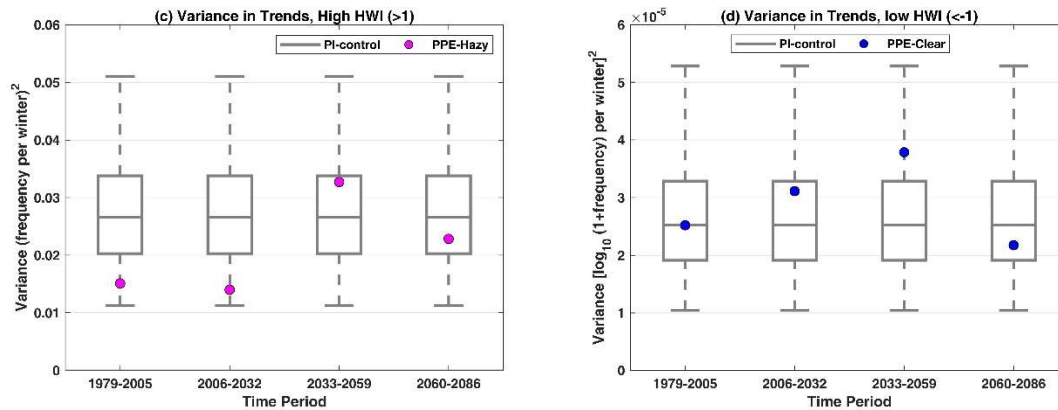 (c) Variance in Trends, High HWI (>1)
PI-control
PPE-Hazy
0.06
0.05
0.04
0.03
0.02
0.01
0
Variance (frequency per winter)²
1979-2005
2006-2032
2033-2059
2060-2086
Time Period
(d) Variance in Trends, low HWI (<-1)
×10⁻⁵
PI-control
PPE-Clear
6
5
4
3
2
1
0
Variance [log₁₀ (1+frequency) per winter]²
1979-2005
2006-2032
2033-2059
2060-2086
Time Period